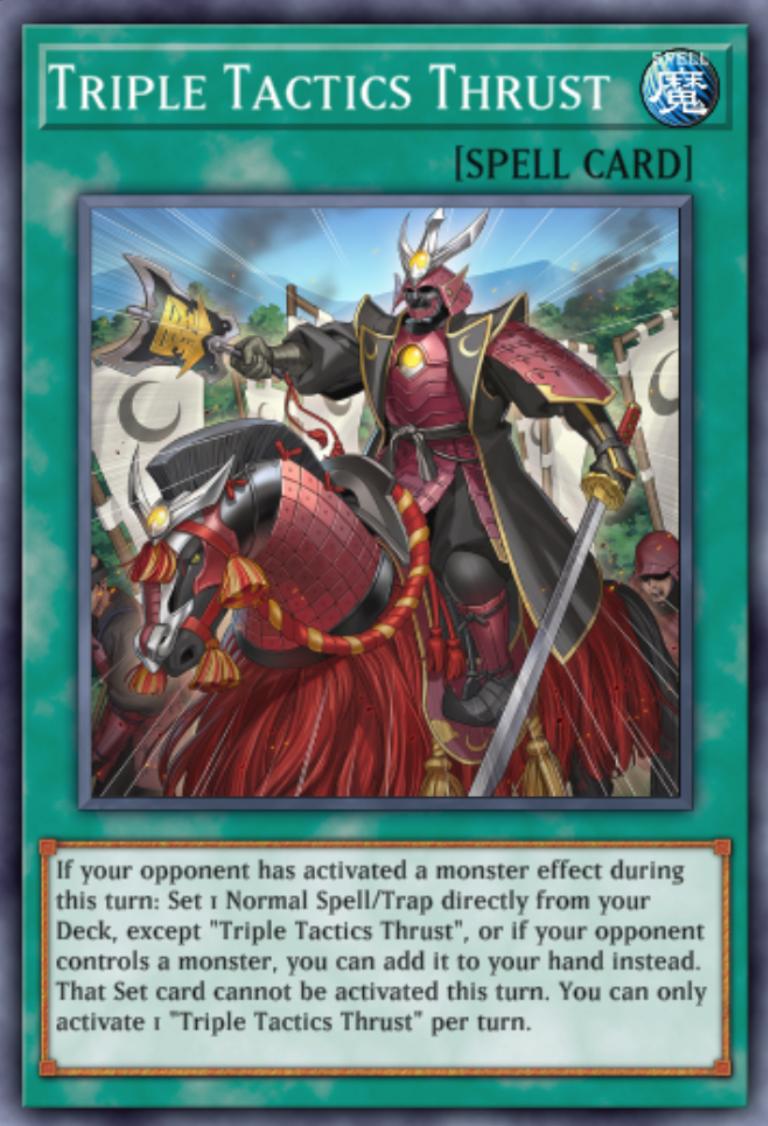 TRIPLE TACTICS THRUST
SPELL
魔
[SPELL CARD]
If your opponent has activated a monster effect during
this turn: Set 1 Normal Spell/Trap directly from your
Deck, except "Triple Tactics Thrust", or if your opponent
controls a monster, you can add it to your hand instead.
That Set card cannot be activated this turn. You can only
activate 1 "Triple Tactics Thrust" per turn.